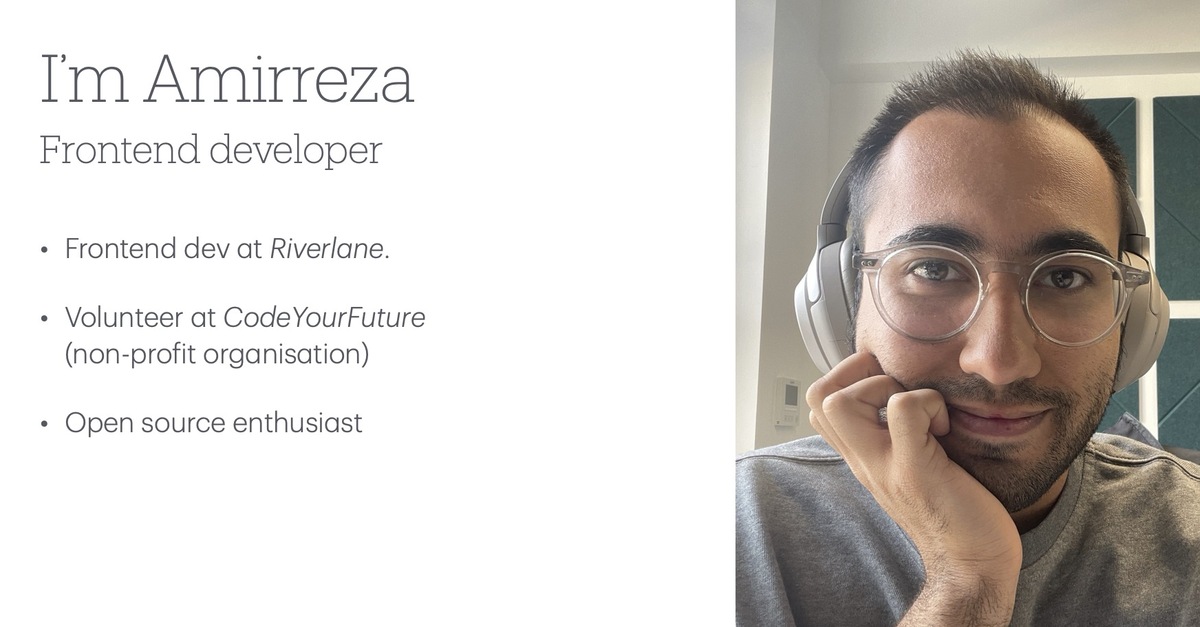 I’m Amirreza
Frontend developer
• Frontend dev at Riverlane.
• Volunteer at CodeYourFuture
(non-profit organisation)
• Open source enthusiast